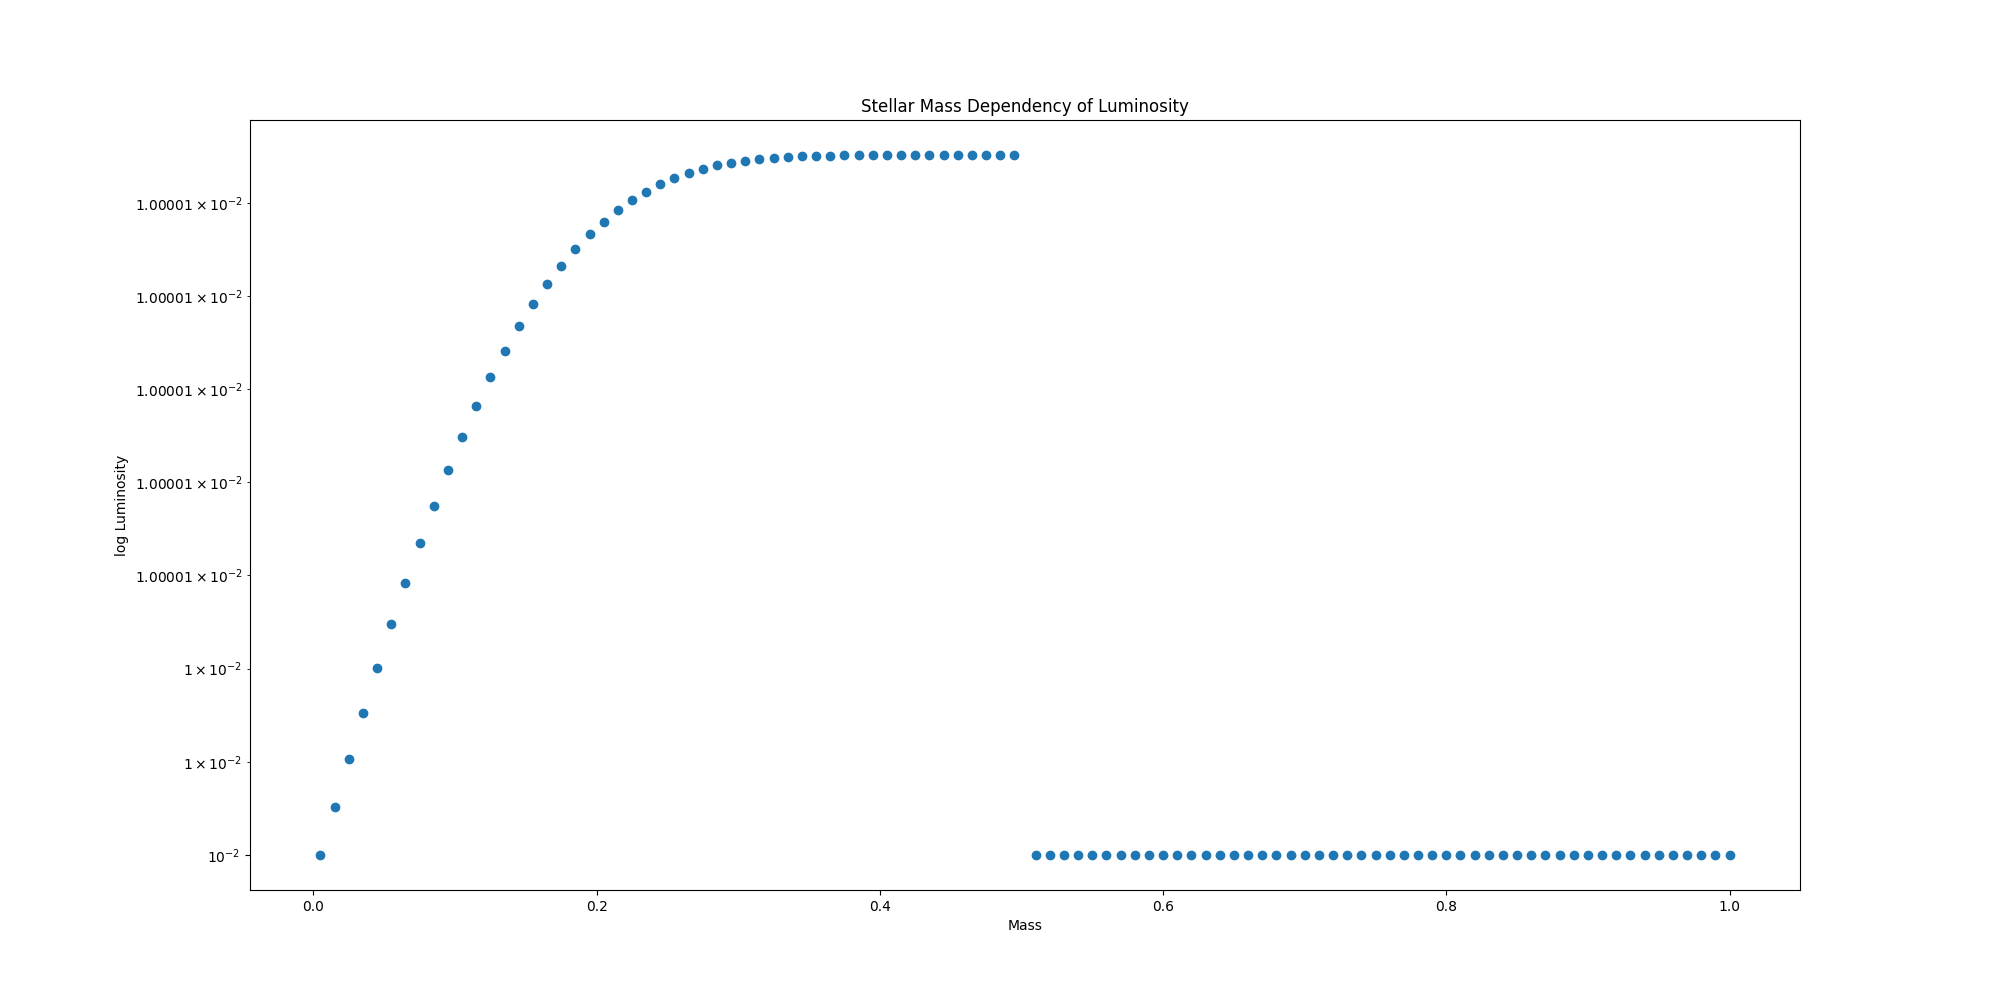 Stellar Mass Dependency of Luminosity
1.00001 × 10⁻²
1.00001 × 10⁻²
1.00001 × 10⁻²
1.00001 × 10⁻²
1.00001 × 10⁻²
1 × 10⁻²
1 × 10⁻²
10⁻²
log Luminosity
0.0 0.2 0.4 0.6 0.8 1.0
Mass